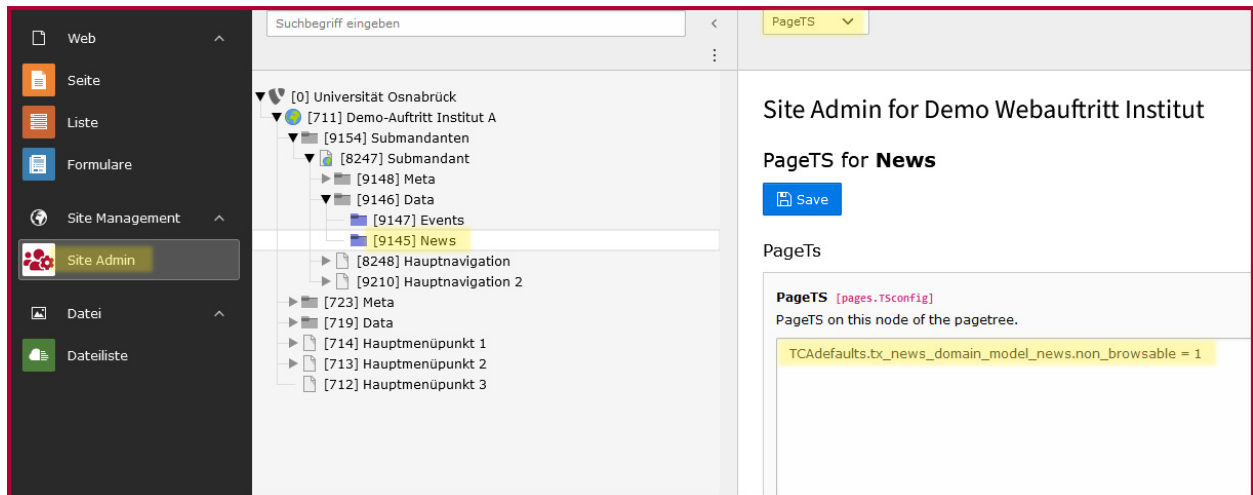 Web
Seite
Liste
Formulare
Site Management
Site Admin
Datei
Dateiliste
Suchbegriff eingeben
[0] Universität Osnabrück
[711] Demo-Auftritt Institut A
[9154] Submandanten
[8247] Submandant
[9148] Meta
[9146] Data
[9147] Events
[9145] News
[8248] Hauptnavigation
[9210] Hauptnavigation 2
[723] Meta
[719] Data
[714] Hauptmenüpunkt 1
[713] Hauptmenüpunkt 2
[712] Hauptmenüpunkt 3
PageTS
Site Admin for Demo Webauftritt Institut
PageTS for News
Save
PageTs
PageTS [pages.TSconfig]
PageTS on this node of the pagetree.
TCAdefaults.tx_news_domain_model_news.non_browsable = 1